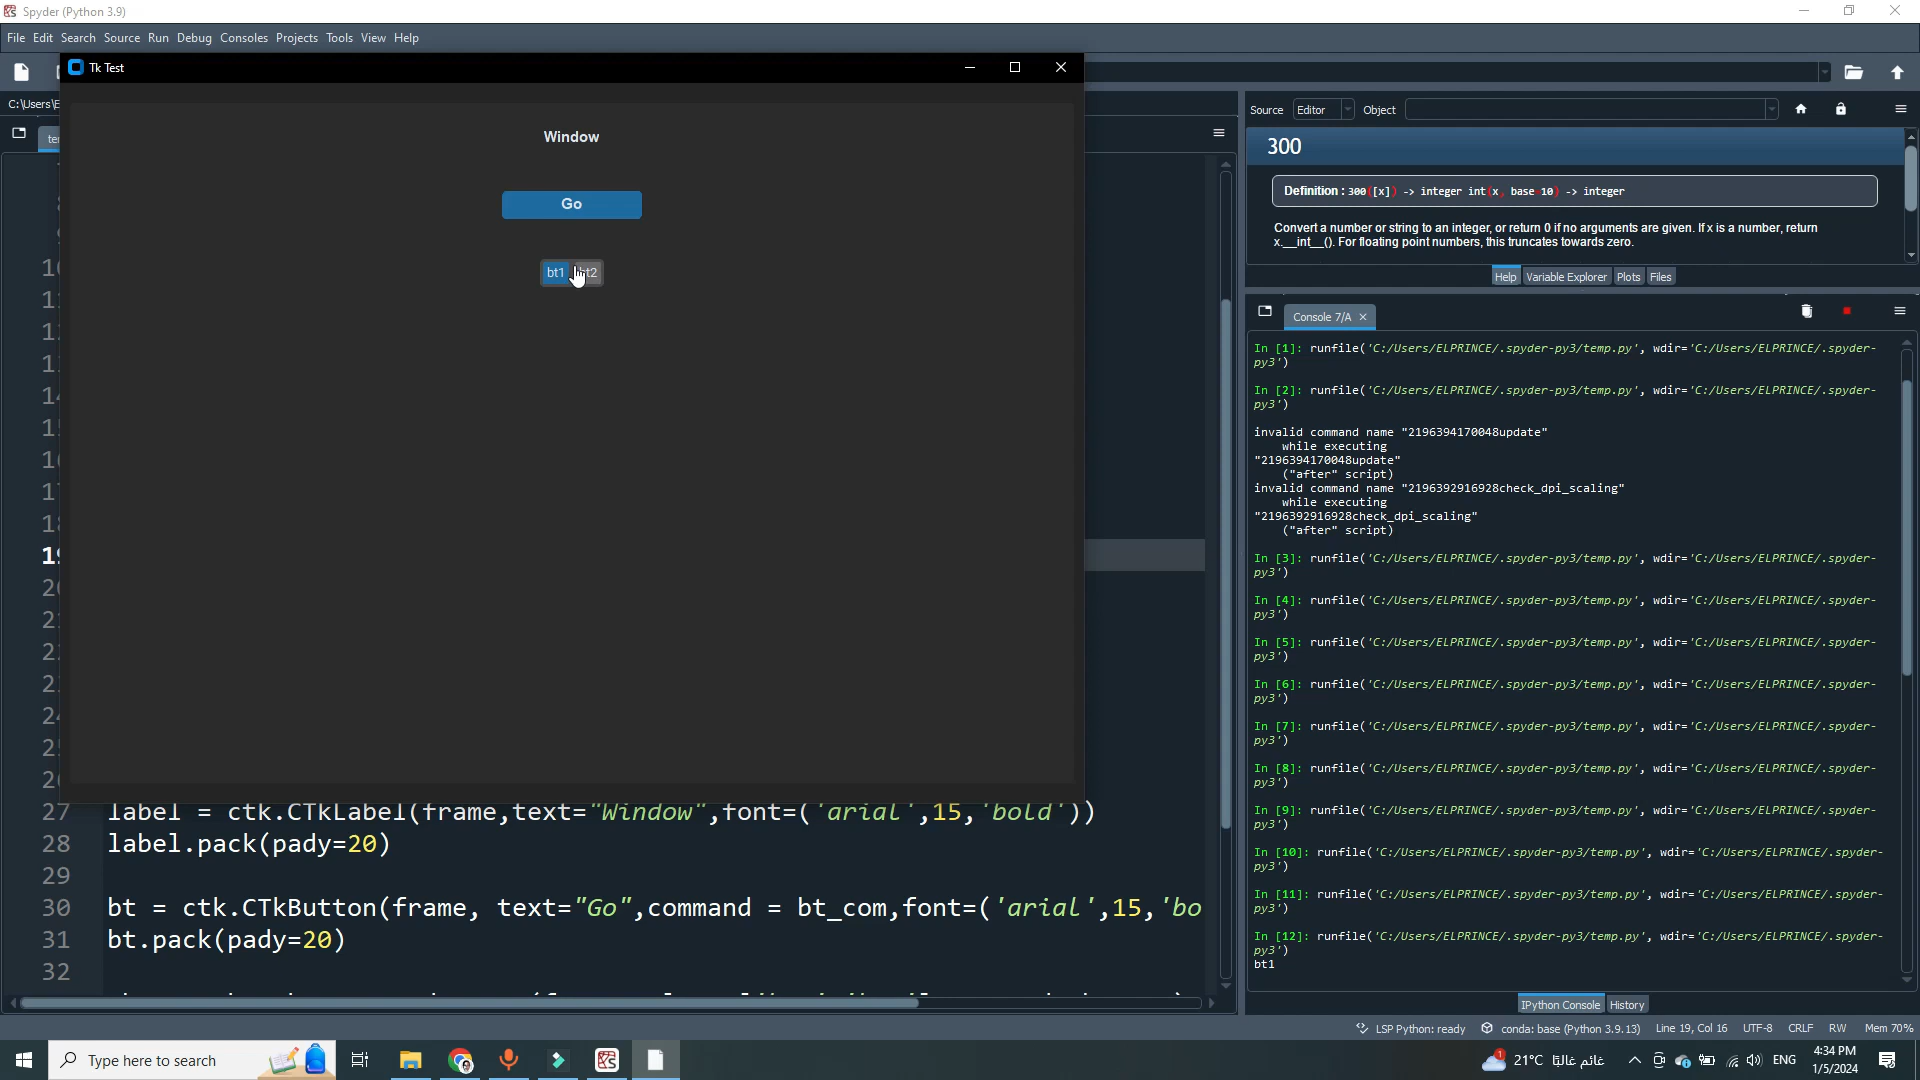 Spyder (Python 3.9)
File Edit Search Source Run Debug Consoles Projects Tools View Help
Tk Test
C:\Users\E
Window
Go
bt1
27 label = ctk.CTkLabel(frame,text="Window",font=('arial',15,'bold'))
28 label.pack(pady=20)
29
30 bt = ctk.CTkButton(frame, text="Go",command = bt_com,font=('arial',15,'bo
31 bt.pack(pady=20)
32
Source Editor Object
300
Definition : 300([x]) -> integer int(x, base=10) -> integer
Convert a number or string to an integer, or return 0 if no arguments are given. If x is a number, return
x.__int__(). For floating point numbers, this truncates towards zero.
Help Variable Explorer Plots Files
Console 7/A
In [1]: runfile('C:/Users/ELPRINCE/.spyder-py3/temp.py', wdir='C:/Users/ELPRINCE/.spyder-
py3')
In [2]: runfile('C:/Users/ELPRINCE/.spyder-py3/temp.py', wdir='C:/Users/ELPRINCE/.spyder-
py3')
invalid command name "2196394170048update"
while executing
"2196394170048update"
("after" script)
invalid command name "2196392916928check_dpi_scaling"
while executing
"2196392916928check_dpi_scaling"
("after" script)
In [3]: runfile('C:/Users/ELPRINCE/.spyder-py3/temp.py', wdir='C:/Users/ELPRINCE/.spyder-
py3')
In [4]: runfile('C:/Users/ELPRINCE/.spyder-py3/temp.py', wdir='C:/Users/ELPRINCE/.spyder-
py3')
In [5]: runfile('C:/Users/ELPRINCE/.spyder-py3/temp.py', wdir='C:/Users/ELPRINCE/.spyder-
py3')
In [6]: runfile('C:/Users/ELPRINCE/.spyder-py3/temp.py', wdir='C:/Users/ELPRINCE/.spyder-
py3')
In [7]: runfile('C:/Users/ELPRINCE/.spyder-py3/temp.py', wdir='C:/Users/ELPRINCE/.spyder-
py3')
In [8]: runfile('C:/Users/ELPRINCE/.spyder-py3/temp.py', wdir='C:/Users/ELPRINCE/.spyder-
py3')
In [9]: runfile('C:/Users/ELPRINCE/.spyder-py3/temp.py', wdir='C:/Users/ELPRINCE/.spyder-
py3')
In [10]: runfile('C:/Users/ELPRINCE/.spyder-py3/temp.py', wdir='C:/Users/ELPRINCE/.spyder-
py3')
In [11]: runfile('C:/Users/ELPRINCE/.spyder-py3/temp.py', wdir='C:/Users/ELPRINCE/.spyder-
py3')
In [12]: runfile('C:/Users/ELPRINCE/.spyder-py3/temp.py', wdir='C:/Users/ELPRINCE/.spyder-
py3')
bt1
IPython Console History
LSP Python: ready conda: base (Python 3.9.13) Line 19, Col 16 UTF-8 CRLF RW Mem 70%
Type here to search
21°C غائم غالبًا ENG
4:34 PM
1/5/2024